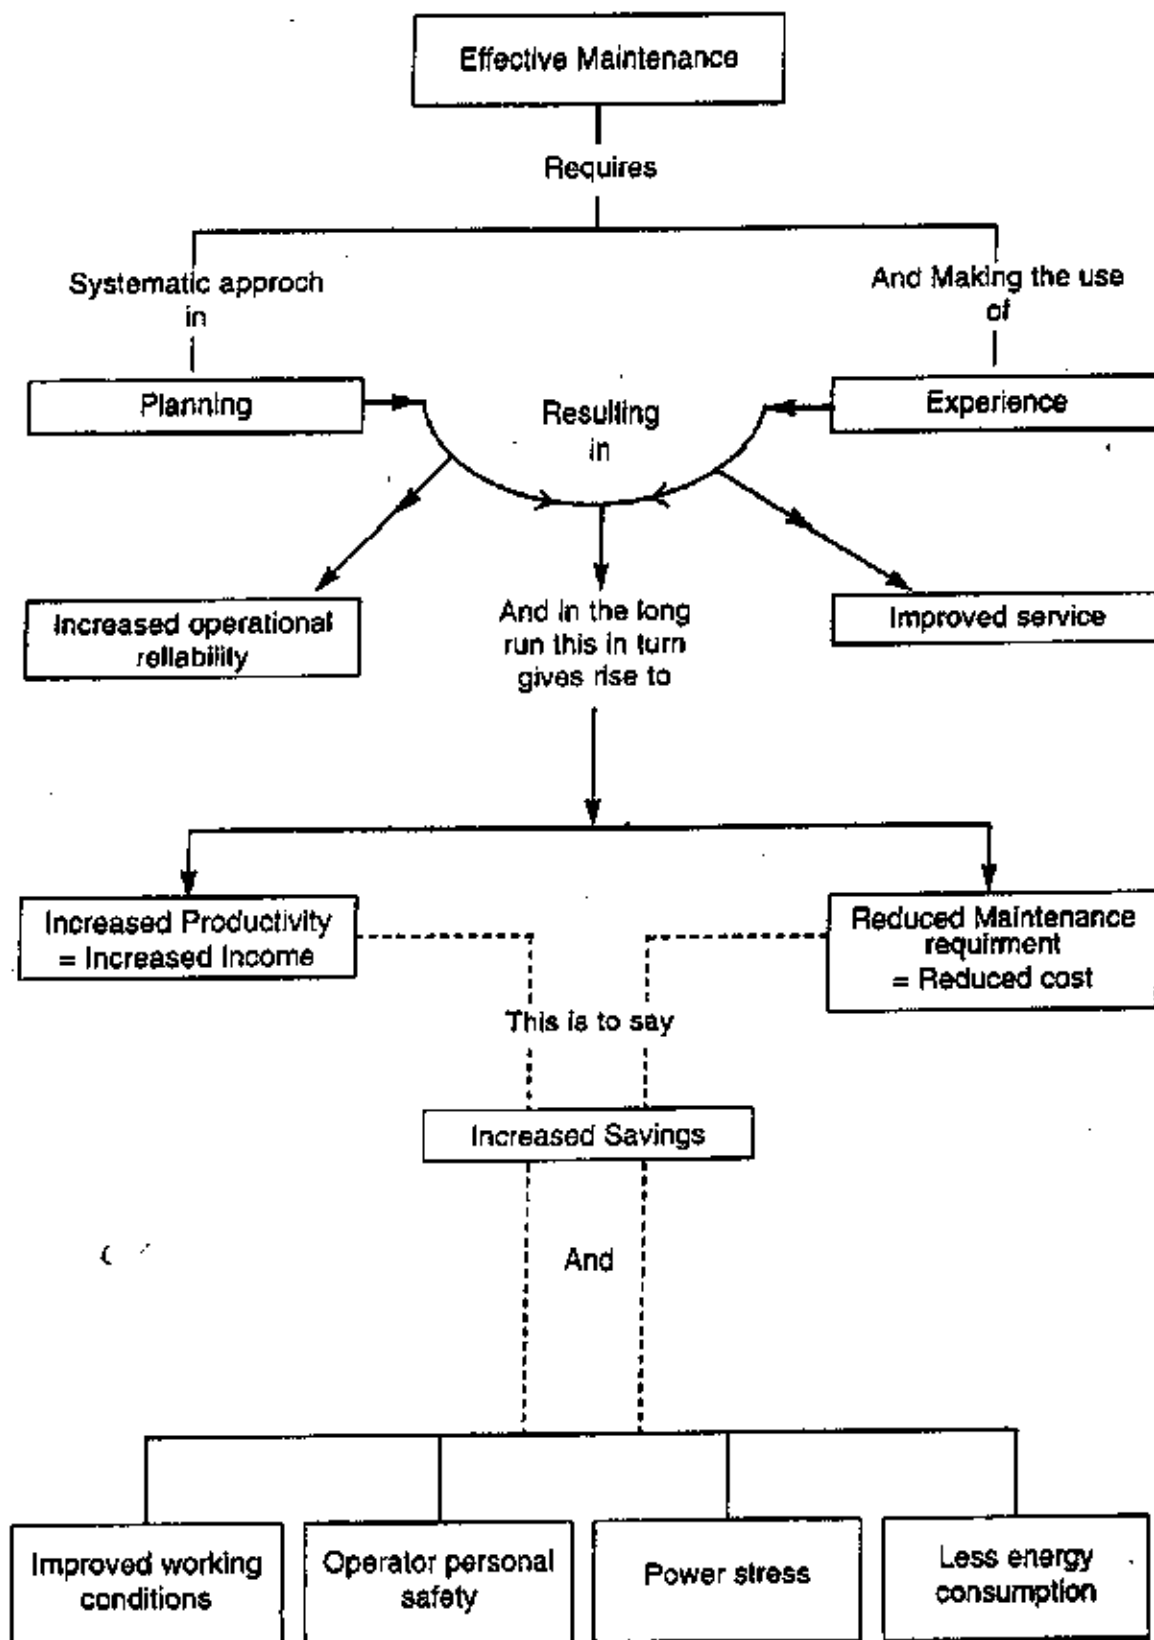 Effective Maintenance
Requires
Systematic approch
in
And Making the use
of
Planning
Resulting
in
Experience
Increased operational
reliability
And in the long
run this in turn
gives rise to
Improved service
Increased Productivity
= Increased Income
Reduced Maintenance
requirment
= Reduced cost
This is to say
Increased Savings
And
Improved working
conditions
Operator personal
safety
Power stress
Less energy
consumption